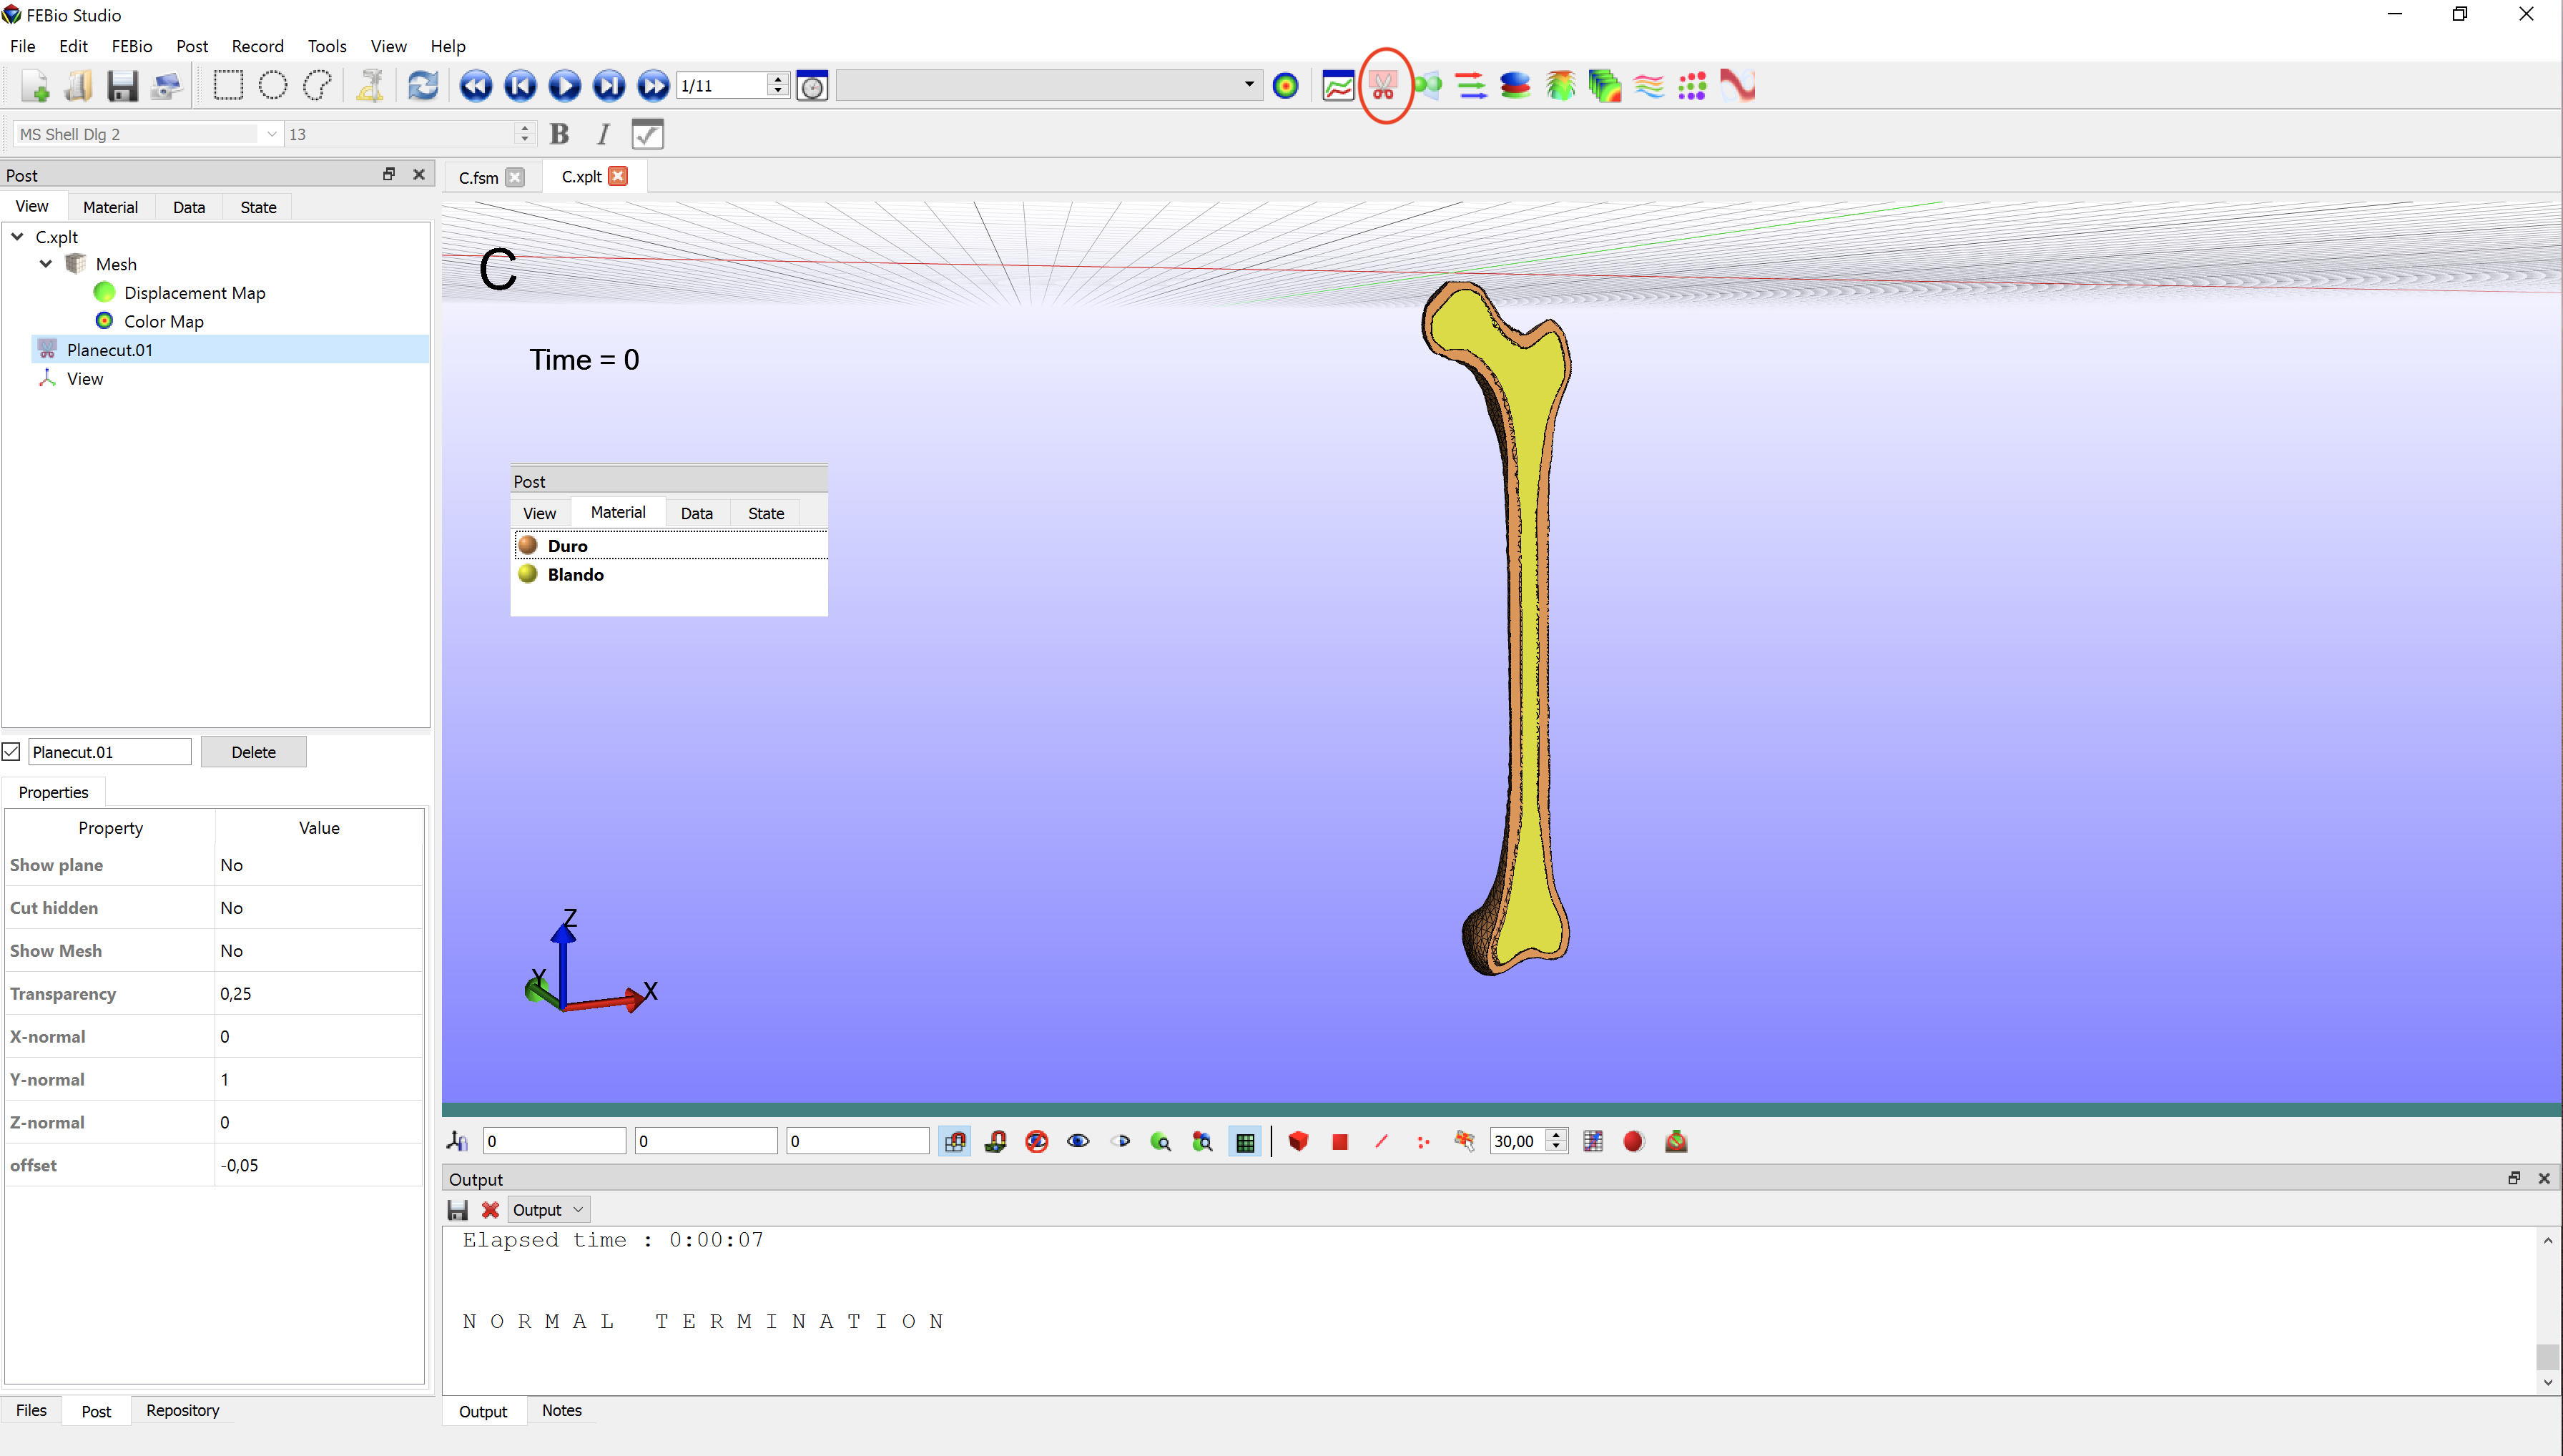 FEBio Studio
File Edit FEBio Post Record Tools View Help
1/11
MS Shell Dlg 2 13 B I
Post
View Material Data State
C.xplt
Mesh
Displacement Map
Color Map
Planecut.01
View
Planecut.01 Delete
Properties
Property Value
Show plane No
Cut hidden No
Show Mesh No
Transparency 0,25
X-normal 0
Y-normal 1
Z-normal 0
offset -0,05
Files Post Repository
C.fsm C.xplt
C
Time = 0
Post
View Material Data State
Duro
Blando
Z
Y
X
0 0 0 30,00
Output
Output
Elapsed time : 0:00:07
N O R M A L   T E R M I N A T I O N
Output Notes